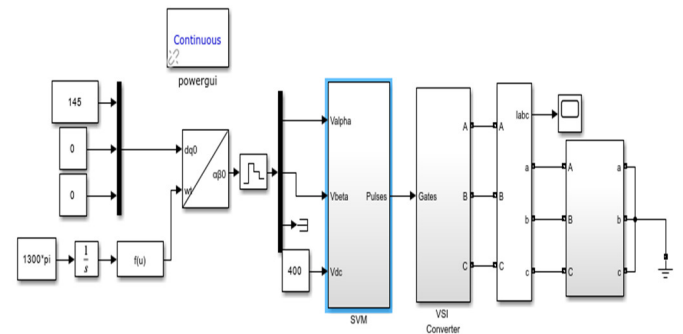 Continuous
powergui
145
0
0
1300*pi
1
s
f(u)
dq0
wt
αβ0
400
Valpha
Vbeta
Vdc
Pulses
SVM
Gates
A
B
C
VSI
Converter
A
B
C
Iabc
a
b
c
A
B
C
a
b
c